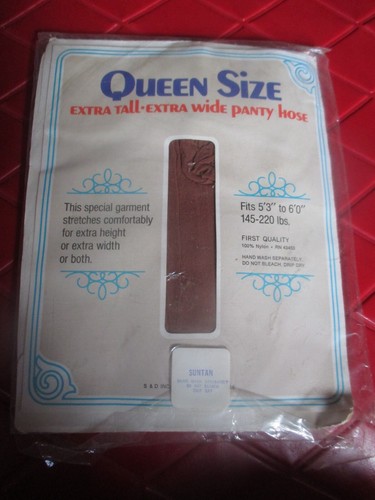 QUEEN SIZE
EXTRA TALL·EXTRA WIDE PANTY HOSE
This special garment
stretches comfortably
for extra height
or extra width
or both.
Fits 5'3" to 6'0"
145-220 lbs.
FIRST QUALITY
100% Nylon •
HAND WASH SEPARATELY,
DO NOT BLEACH, DRIP DRY
SUNTAN